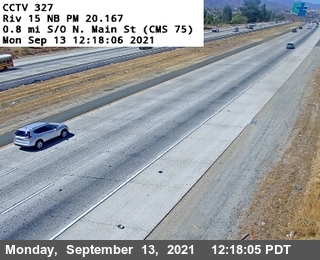 CCTV 327
Riv 15 NB PM 20.167
0.8 mi S/O N. Main St (CMS 75)
Mon Sep 13 12:18:06 2021
Monday, September 13, 2021 12:18:05 PDT